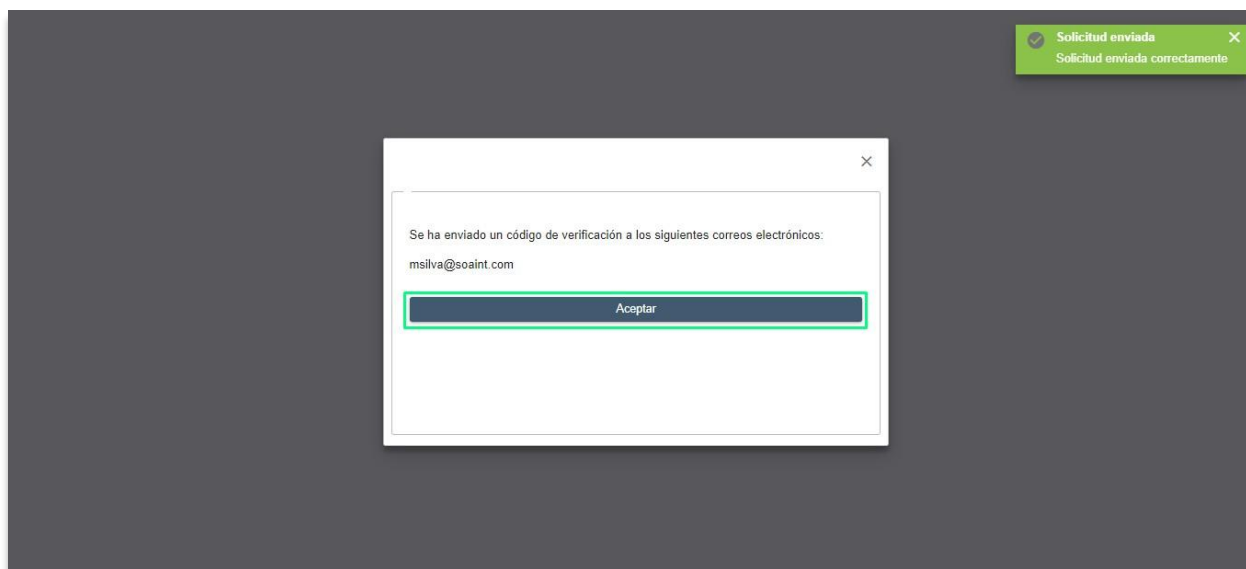 Solicitud enviada
Solicitud enviada correctamente
Se ha enviado un código de verificación a los siguientes correos electrónicos:
msilva@soaint.com
Aceptar